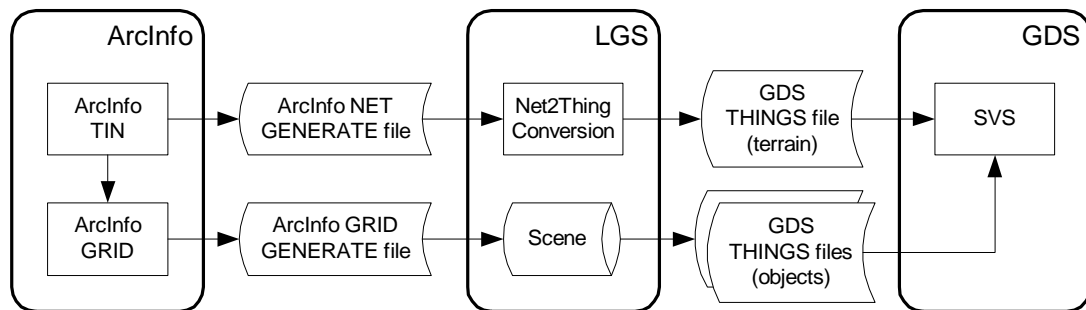 ArcInfo
LGS
GDS
ArcInfo
TIN
ArcInfo NET
GENERATE file
Net2Thing
Conversion
GDS
THINGS file
(terrain)
SVS
ArcInfo
GRID
ArcInfo GRID
GENERATE file
Scene
GDS
THINGS files
(objects)